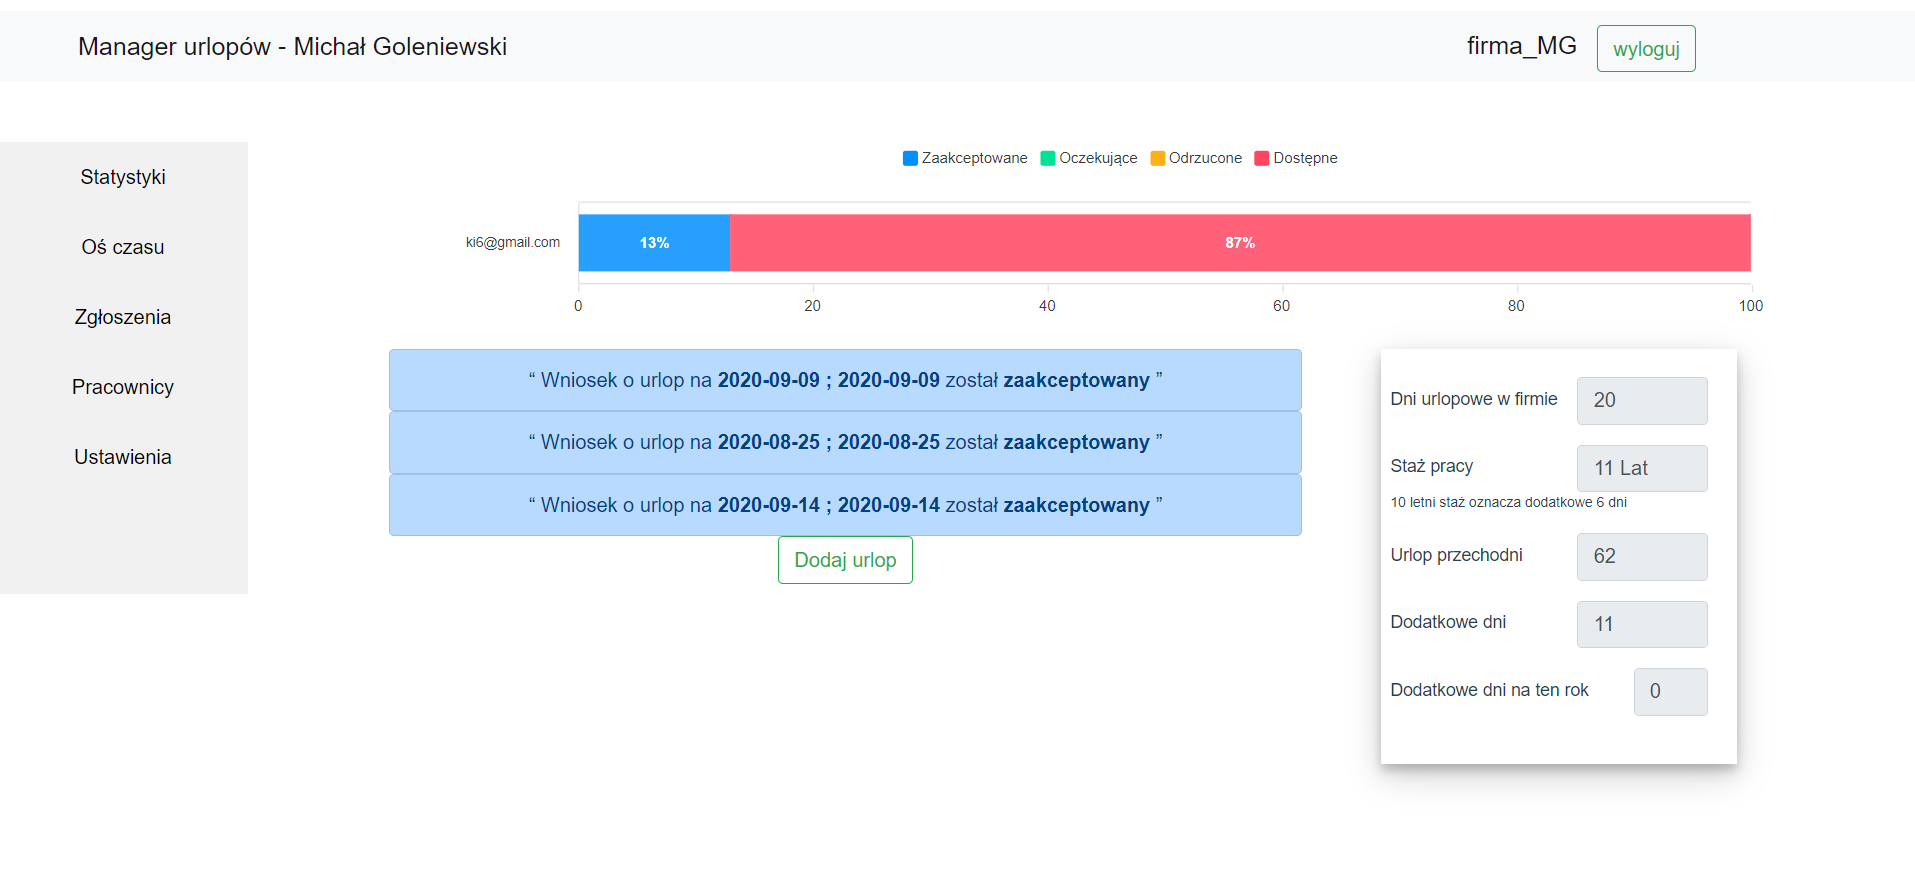 Manager urlopów - Michał Goleniewski
firma_MG
wyloguj
Statystyki
Oś czasu
Zgłoszenia
Pracownicy
Ustawienia
Zaakceptowane Oczekujące Odrzucone Dostępne
ki6@gmail.com
13% 87%
0 20 40 60 80 100
“ Wniosek o urlop na 2020-09-09 ; 2020-09-09 został zaakceptowany ”
“ Wniosek o urlop na 2020-08-25 ; 2020-08-25 został zaakceptowany ”
“ Wniosek o urlop na 2020-09-14 ; 2020-09-14 został zaakceptowany ”
Dodaj urlop
Dni urlopowe w firmie 20
Staż pracy 11 Lat
10 letni staż oznacza dodatkowe 6 dni
Urlop przechodni 62
Dodatkowe dni 11
Dodatkowe dni na ten rok 0